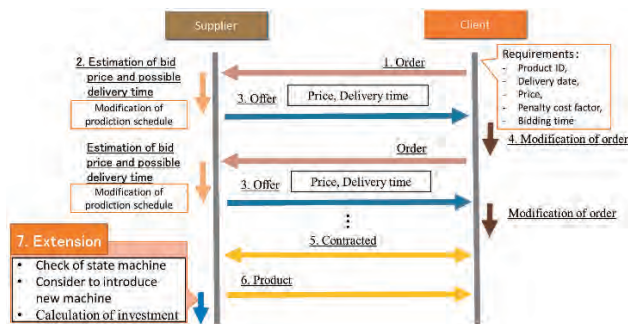 Supplier
Client
2. Estimation of bid
price and possible
delivery time
Modification of
prodiction schedule
1. Order
Requirements :
- Product ID,
- Delivery date,
- Price,
- Penalty cost factor,
- Bidding time
3. Offer
Price, Delivery time
4. Modification of order
Estimation of bid
price and possible
delivery time
Modification of
prodiction schedule
Order
3. Offer
Price, Delivery time
Modification of order
⋮
5. Contracted
7. Extension
• Check of state machine
• Consider to introduce
new machine
• Calculation of investment
6. Product